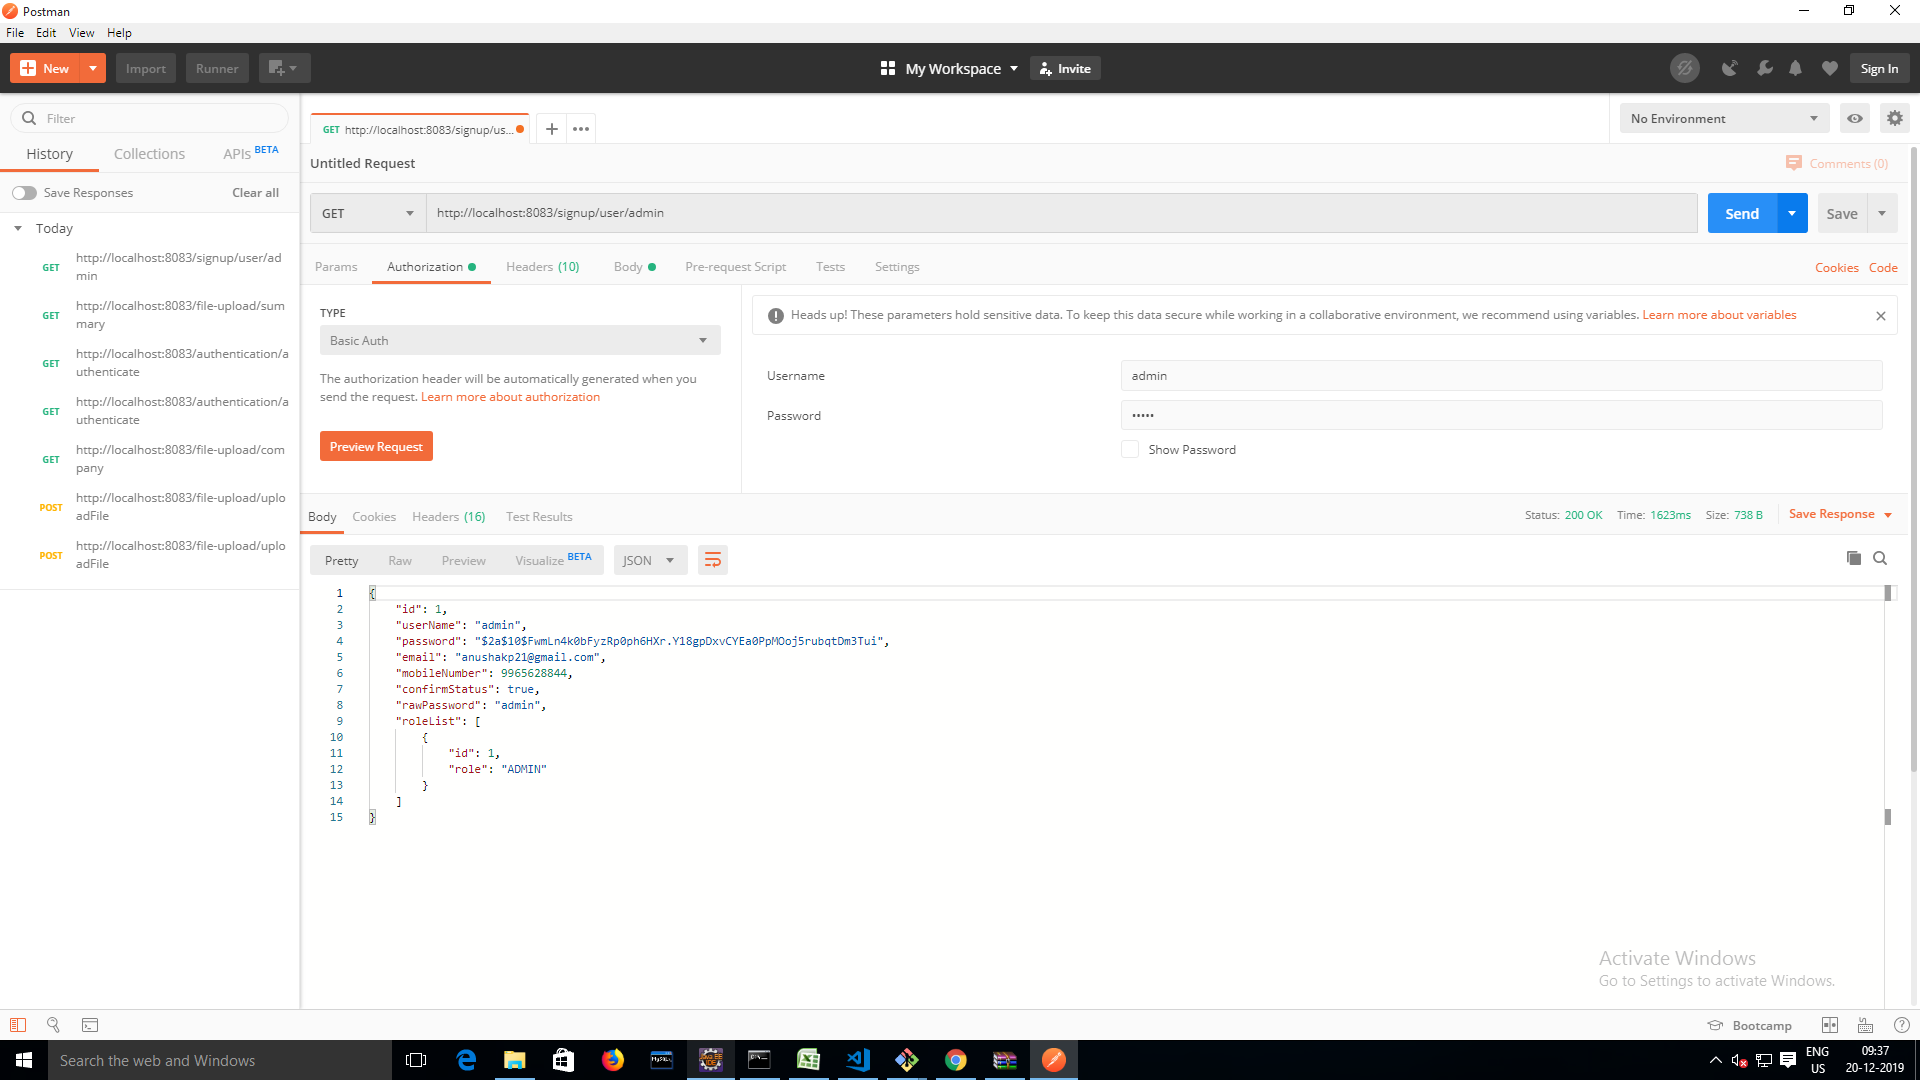 Postman
File Edit View Help
New Import Runner My Workspace Invite Sign In
Filter
History Collections APIs BETA
Save Responses Clear all
Today
GET http://localhost:8083/signup/user/ad
min
GET http://localhost:8083/file-upload/sum
mary
GET http://localhost:8083/authentication/a
uthenticate
GET http://localhost:8083/authentication/a
uthenticate
GET http://localhost:8083/file-upload/com
pany
POST http://localhost:8083/file-upload/uplo
adFile
POST http://localhost:8083/file-upload/uplo
adFile
GET http://localhost:8083/signup/us... + ••• No Environment
Untitled Request Comments (0)
GET http://localhost:8083/signup/user/admin Send Save
Params Authorization Headers (10) Body Pre-request Script Tests Settings Cookies Code
TYPE
Basic Auth
The authorization header will be automatically generated when you
send the request. Learn more about authorization
Preview Request
Heads up! These parameters hold sensitive data. To keep this data secure while working in a collaborative environment, we recommend using variables. Learn more about variables
Username admin
Password •••••
Show Password
Body Cookies Headers (16) Test Results Status: 200 OK Time: 1623ms Size: 738 B Save Response
Pretty Raw Preview Visualize BETA JSON
1 {
2 "id": 1,
3 "userName": "admin",
4 "password": "$2a$10$FwmLn4k0bFyzRp0ph6HXr.Y18gpDxvCYEa0PpMOoj5rubqtDm3Tui",
5 "email": "anushakp21@gmail.com",
6 "mobileNumber": 9965628844,
7 "confirmStatus": true,
8 "rawPassword": "admin",
9 "roleList": [
10 {
11 "id": 1,
12 "role": "ADMIN"
13 }
14 ]
15 }
Activate Windows
Go to Settings to activate Windows.
Bootcamp
Search the web and Windows
ENG
US
09:37
20-12-2019